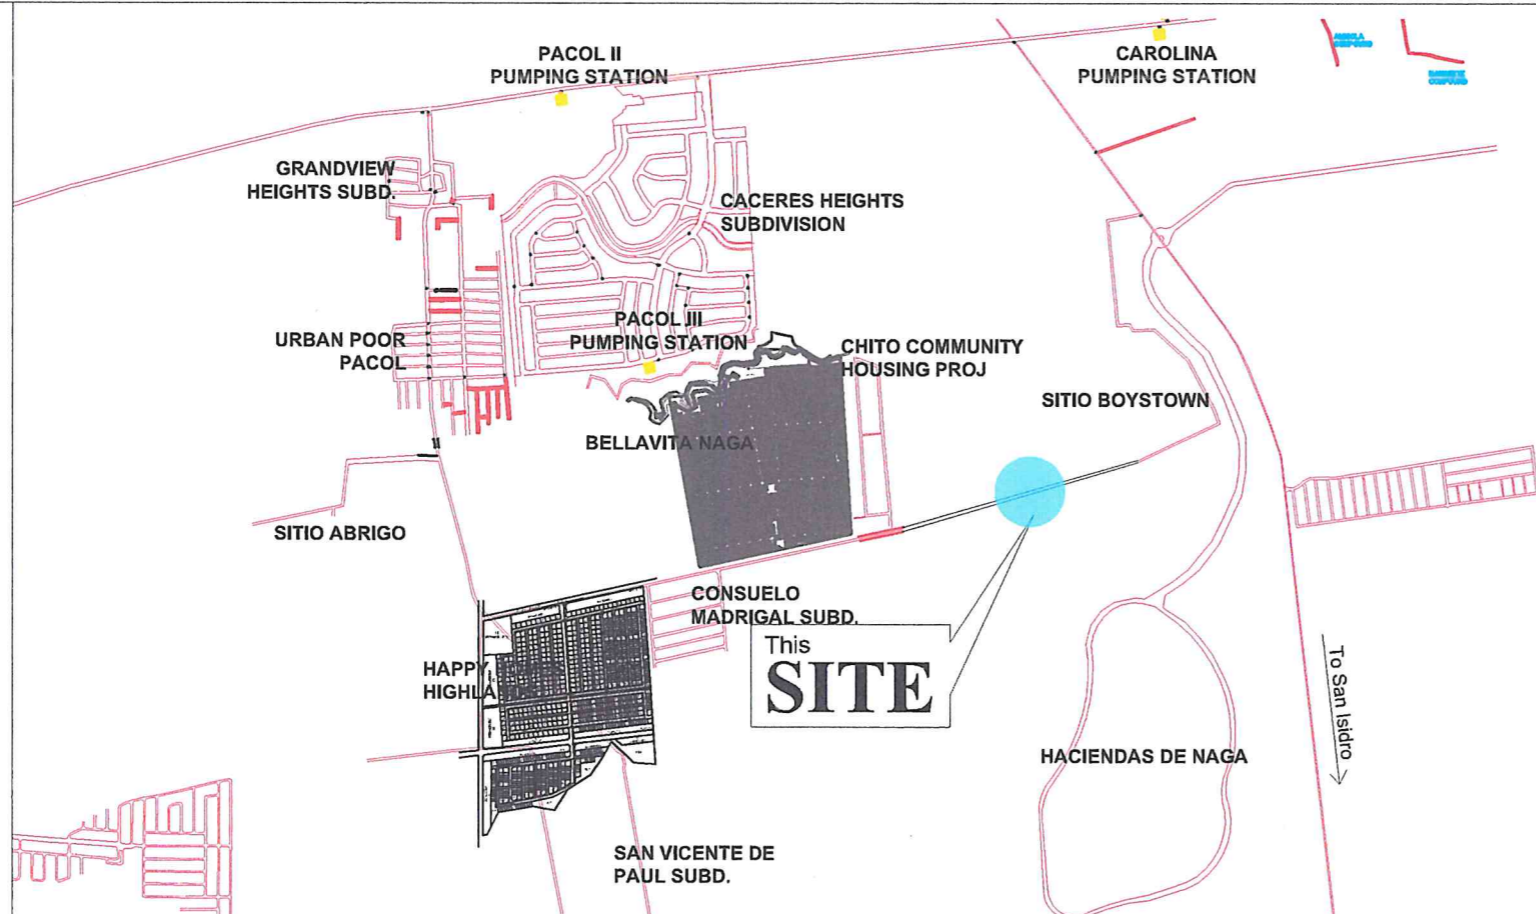 PACOL II
PUMPING STATION
CAROLINA
PUMPING STATION
GRANDVIEW
HEIGHTS SUBD.
CACERES HEIGHTS
SUBDIVISION
URBAN POOR
PACOL
PACOL III
PUMPING STATION
CHITO COMMUNITY
HOUSING PROJ
SITIO BOYSTOWN
BELLAVITA NAGA
SITIO ABRIGO
CONSUELO
MADRIGAL SUBD.
This
SITE
HAPPY
HIGHLA
To San Isidro
HACIENDAS DE NAGA
SAN VICENTE DE
PAUL SUBD.